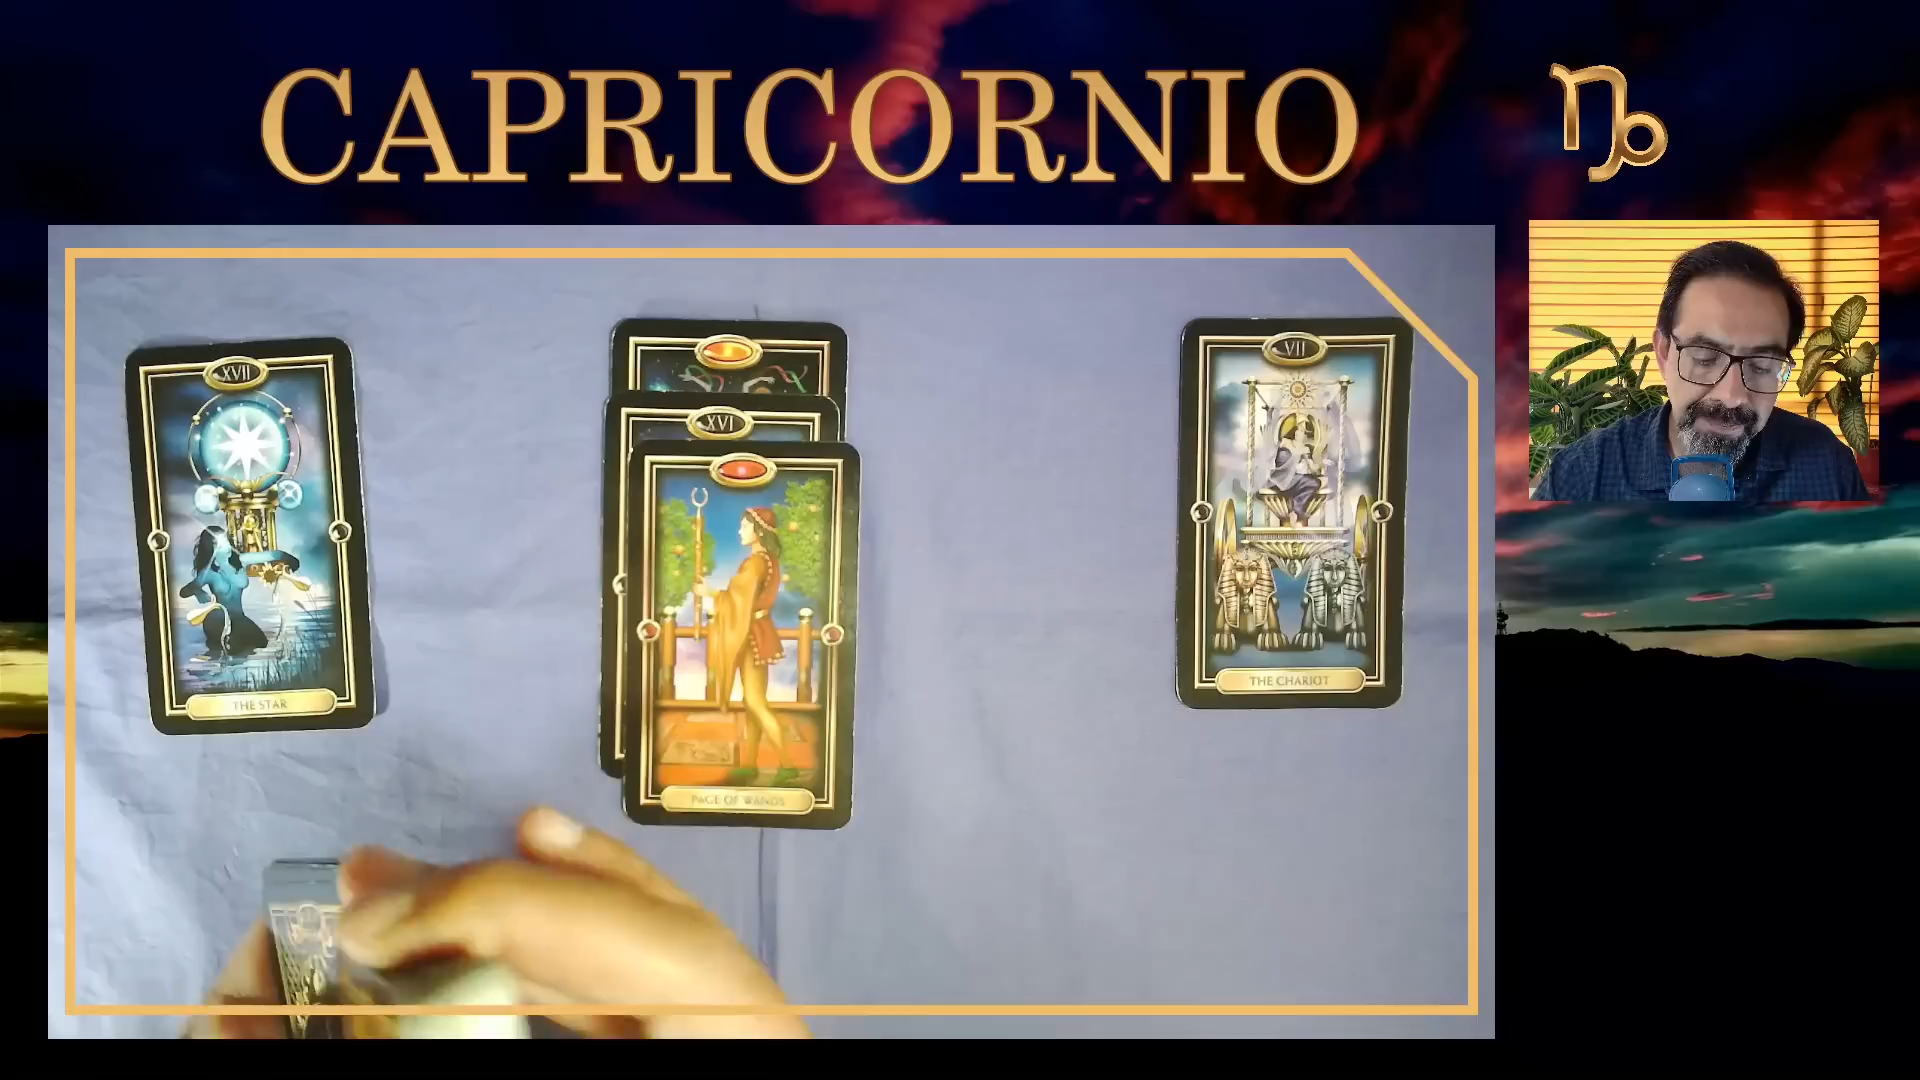 CAPRICORNIO
XVII
XVI
VII
THE CHARIOT
THE STAR
PAGE OF WANDS